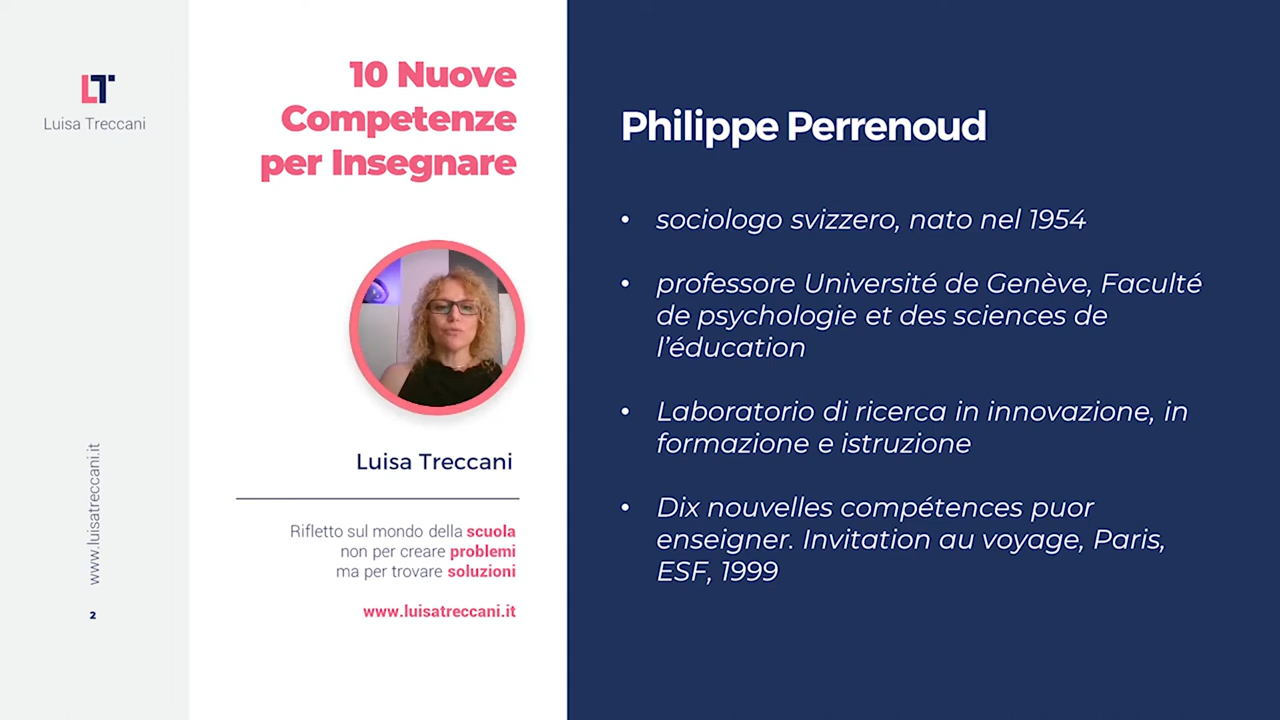 LT
Luisa Treccani
www.luisatreccani.it
2
10 Nuove
Competenze
per Insegnare
Luisa Treccani
Rifletto sul mondo della scuola
non per creare problemi
ma per trovare soluzioni
www.luisatreccani.it
Philippe Perrenoud
• sociologo svizzero, nato nel 1954
• professore Université de Genève, Faculté
de psychologie et des sciences de
l’éducation
• Laboratorio di ricerca in innovazione, in
formazione e istruzione
• Dix nouvelles compétences puor
enseigner. Invitation au voyage, Paris,
ESF, 1999